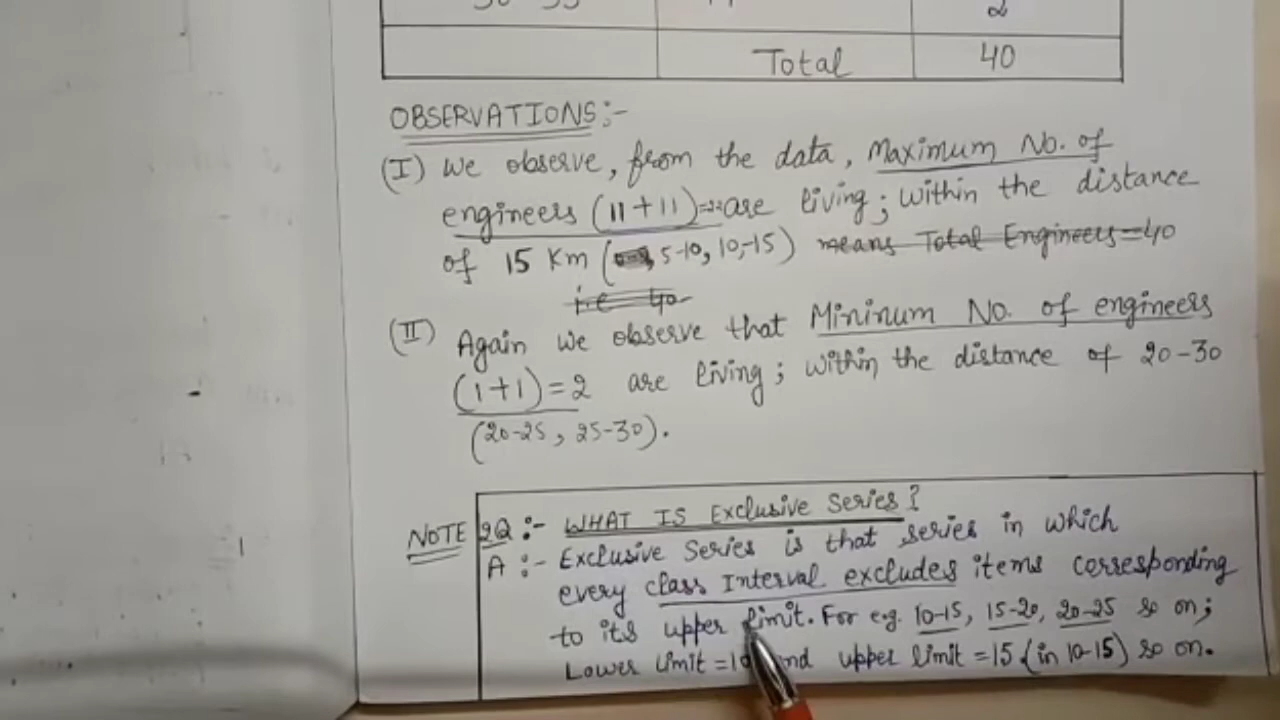 2
Total 40
OBSERVATIONS:-
(I) We observe, from the data, Maximum No. of
engineers (11+11)=22 are living; within the distance
of 15 Km (5-10, 10-15) means Total Engineers=40
i.e 40
(II) Again we observe that Mininum No. of engineers
(1+1)=2 are living; within the distance of 20-30
(20-25, 25-30).
NOTE 2Q:- WHAT IS Exclusive Series?
A:- Exclusive Series is that series in which
every class Interval excludes items corresponding
to its upper limit. For e.g. 10-15, 15-20, 20-25 so on;
Lower limit =10 and upper limit =15 (in 10-15) so on.